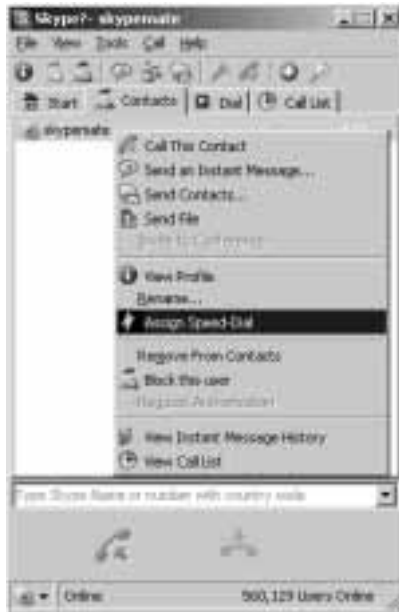 Skype?- skypemate
File View Tools Call Help
Start Contacts Dial Call List
skypemate
Call This Contact
Send an Instant Message...
Send Contacts...
Send File
Invite to Conference
View Profile
Rename...
Assign Speed-Dial
Remove From Contacts
Block this user
Request Authorization
View Instant Message History
View Call List
Type Skype Name or number with country code
Online 560,129 Users Online